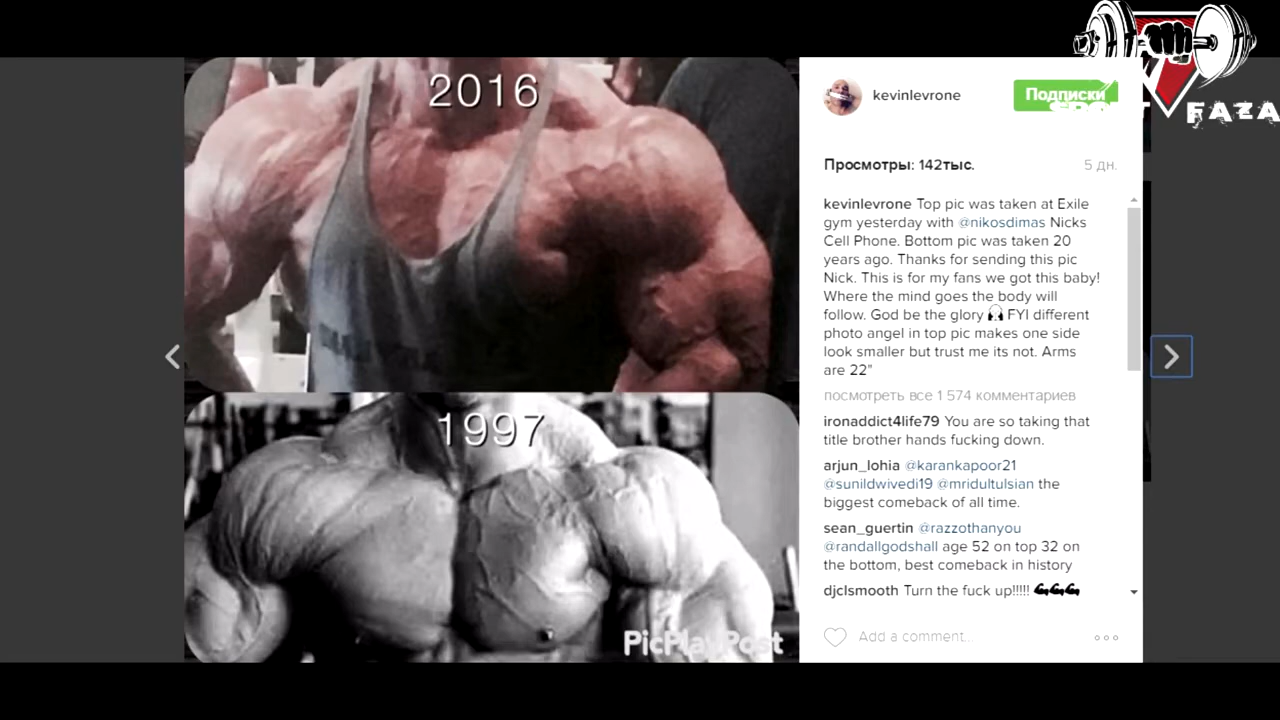 2016
1997
PicPlayPost
FAZA
kevinlevrone
Подписки
Просмотры: 142тыс.
5 дн.
kevinlevrone Top pic was taken at Exile
gym yesterday with @nikosdimas Nicks
Cell Phone. Bottom pic was taken 20
years ago. Thanks for sending this pic
Nick. This is for my fans we got this baby!
Where the mind goes the body will
follow. God be the glory 🎧 FYI different
photo angel in top pic makes one side
look smaller but trust me its not. Arms
are 22"
посмотреть все 1 574 комментариев
ironaddict4life79 You are so taking that
title brother hands fucking down.
arjun_lohia @karankapoor21
@sunildwivedi19 @mridultulsian the
biggest comeback of all time.
sean_guertin @razzothanyou
@randallgodshall age 52 on top 32 on
the bottom, best comeback in history
djclsmooth Turn the fuck up!!!!! 💪💪💪
Add a comment...